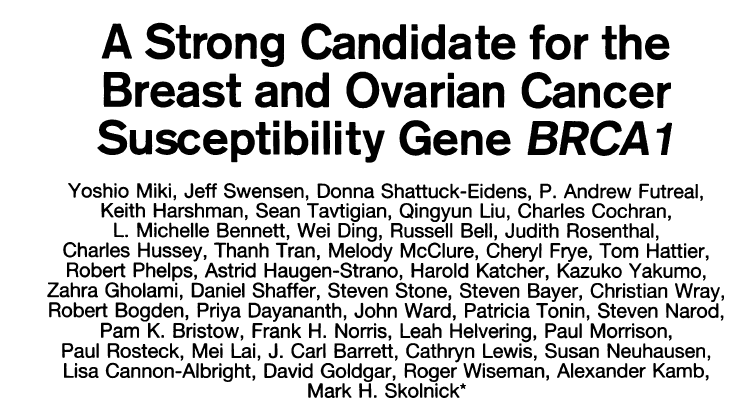 A Strong Candidate for the
Breast and Ovarian Cancer
Susceptibility Gene BRCA1
Yoshio Miki, Jeff Swensen, Donna Shattuck-Eidens, P. Andrew Futreal,
Keith Harshman, Sean Tavtigian, Qingyun Liu, Charles Cochran,
L. Michelle Bennett, Wei Ding, Russell Bell, Judith Rosenthal,
Charles Hussey, Thanh Tran, Melody McClure, Cheryl Frye, Tom Hattier,
Robert Phelps, Astrid Haugen-Strano, Harold Katcher, Kazuko Yakumo,
Zahra Gholami, Daniel Shaffer, Steven Stone, Steven Bayer, Christian Wray,
Robert Bogden, Priya Dayananth, John Ward, Patricia Tonin, Steven Narod,
Pam K. Bristow, Frank H. Norris, Leah Helvering, Paul Morrison,
Paul Rosteck, Mei Lai, J. Carl Barrett, Cathryn Lewis, Susan Neuhausen,
Lisa Cannon-Albright, David Goldgar, Roger Wiseman, Alexander Kamb,
Mark H. Skolnick*